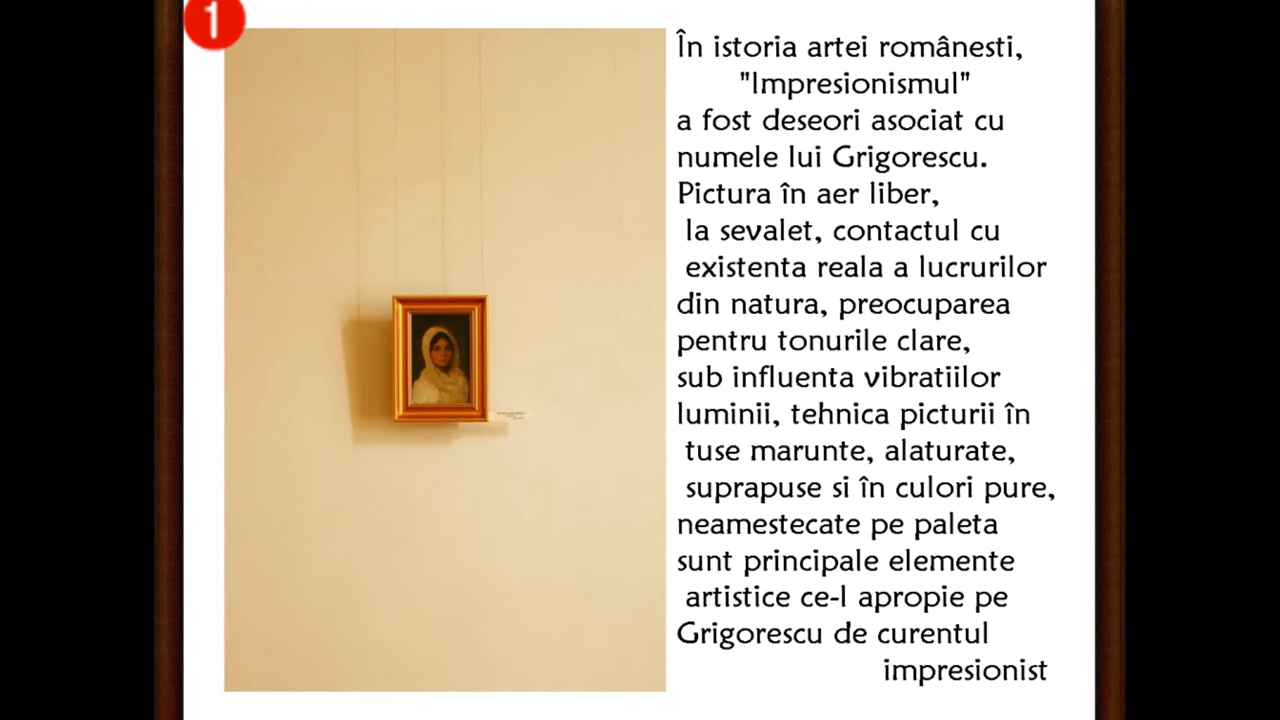 1
În istoria artei românesti,
"Impresionismul"
a fost deseori asociat cu
numele lui Grigorescu.
Pictura în aer liber,
la sevalet, contactul cu
existenta reala a lucrurilor
din natura, preocuparea
pentru tonurile clare,
sub influenta vibratiilor
luminii, tehnica picturii în
tuse marunte, alaturate,
suprapuse si în culori pure,
neamestecate pe paleta
sunt principale elemente
artistice ce-l apropie pe
Grigorescu de curentul
impresionist